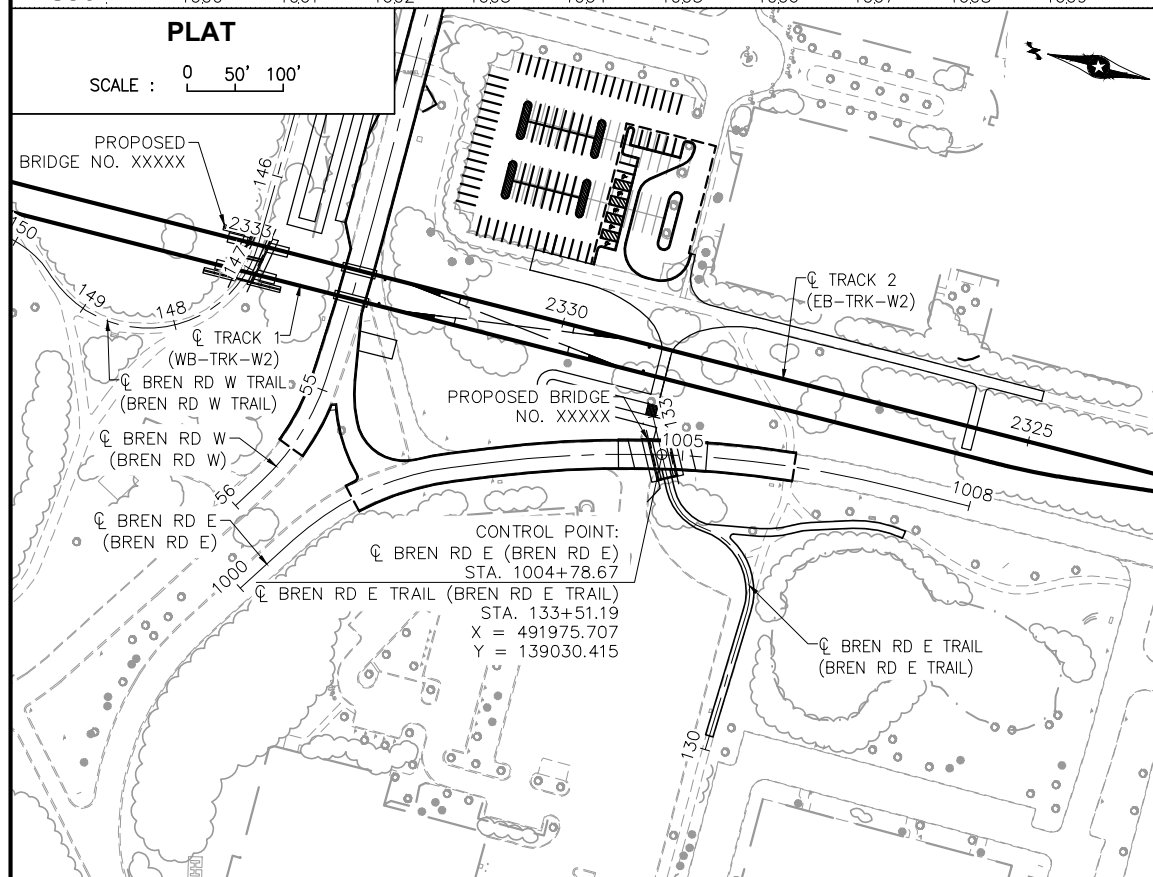 PLAT
SCALE :
0 50' 100'
PROPOSED
BRIDGE NO. XXXXX
146
2333
147
150
149
148
℄ TRACK 1
(WB-TRK-W2)
℄ BREN RD W TRAIL
(BREN RD W TRAIL)
55
℄ BREN RD W
(BREN RD W)
56
℄ BREN RD E
(BREN RD E)
1000
2330
℄ TRACK 2
(EB-TRK-W2)
PROPOSED BRIDGE
NO. XXXXX
133
1005
2325
1008
CONTROL POINT:
℄ BREN RD E (BREN RD E)
STA. 1004+78.67
℄ BREN RD E TRAIL (BREN RD E TRAIL)
STA. 133+51.19
X = 491975.707
Y = 139030.415
℄ BREN RD E TRAIL
(BREN RD E TRAIL)
130